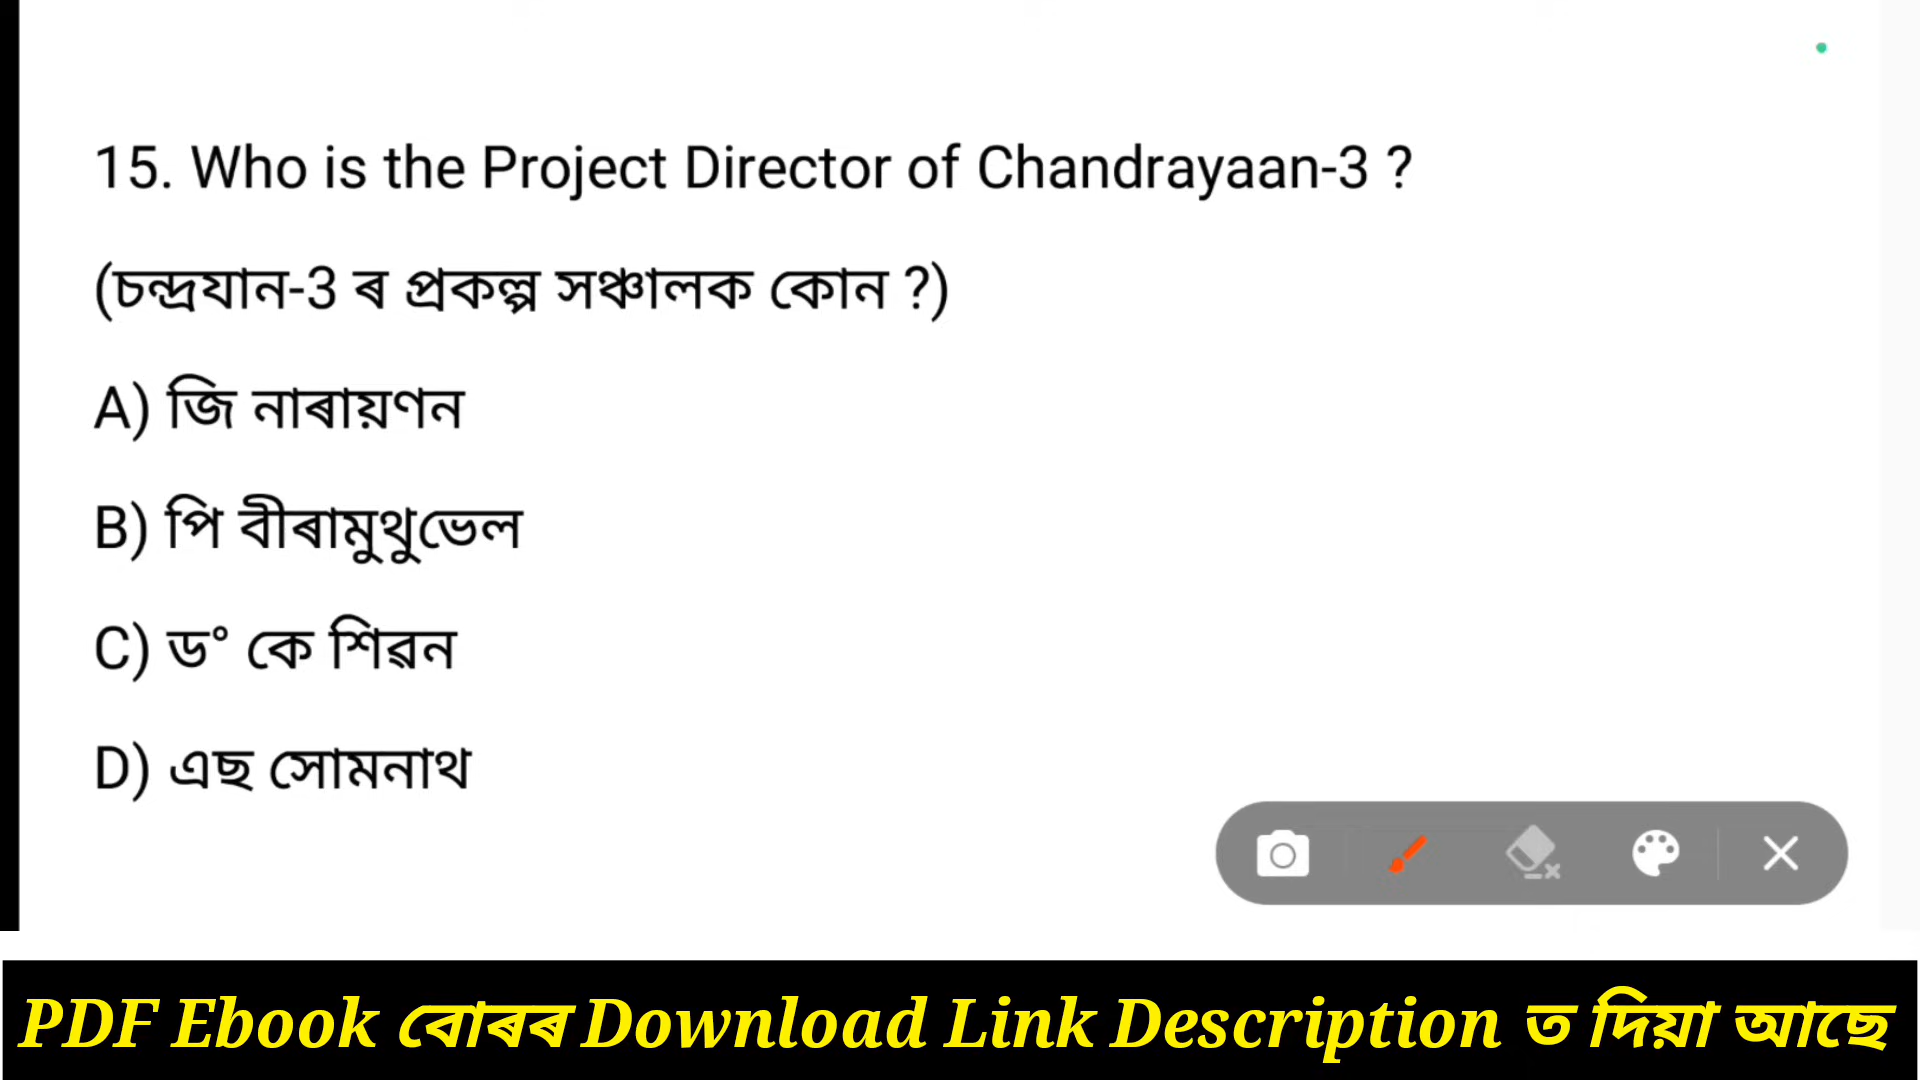 15. Who is the Project Director of Chandrayaan-3 ?
(চন্দ্ৰযান-3 ৰ প্ৰকল্প সঞ্চালক কোন ?)
A) জি নাৰায়ণন
B) পি বীৰামুথুভেল
C) ড° কে শিৱন
D) এছ সোমনাথ
PDF Ebook বোৰৰ Download Link Description ত দিয়া আছে